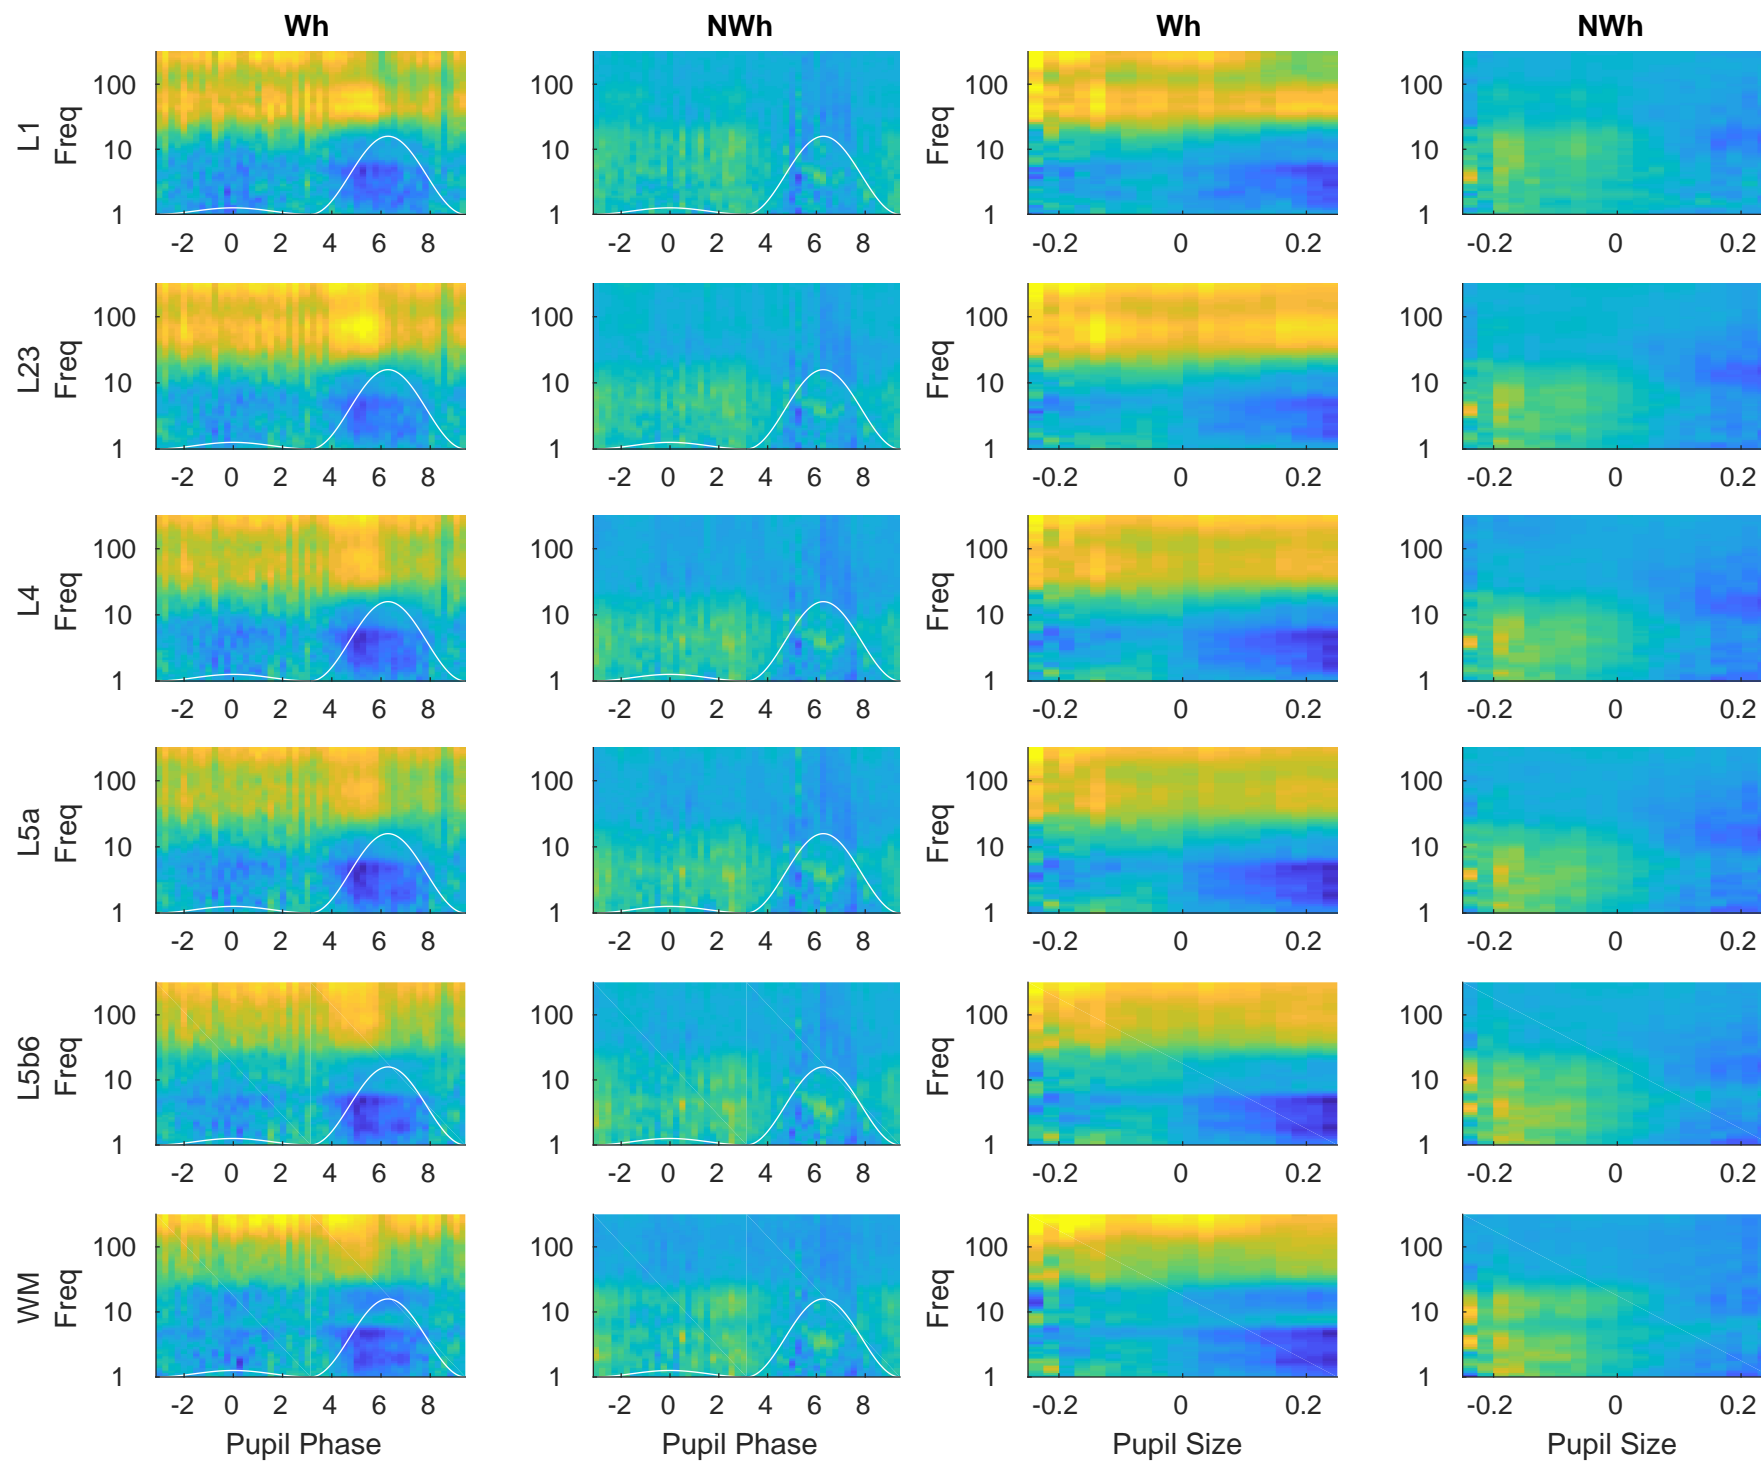 Wh NWh Wh NWh
L1 Freq 100 10 1 100 10 1 Freq 100 10 1 100 10 1
-2 0 2 4 6 8 -2 0 2 4 6 8 -0.2 0 0.2 -0.2 0 0.2
L23 Freq 100 10 1 100 10 1 Freq 100 10 1 100 10 1
-2 0 2 4 6 8 -2 0 2 4 6 8 -0.2 0 0.2 -0.2 0 0.2
L4 Freq 100 10 1 100 10 1 Freq 100 10 1 100 10 1
-2 0 2 4 6 8 -2 0 2 4 6 8 -0.2 0 0.2 -0.2 0 0.2
L5a Freq 100 10 1 100 10 1 Freq 100 10 1 100 10 1
-2 0 2 4 6 8 -2 0 2 4 6 8 -0.2 0 0.2 -0.2 0 0.2
L5b6 Freq 100 10 1 100 10 1 Freq 100 10 1 100 10 1
-2 0 2 4 6 8 -2 0 2 4 6 8 -0.2 0 0.2 -0.2 0 0.2
WM Freq 100 10 1 100 10 1 Freq 100 10 1 100 10 1
-2 0 2 4 6 8 -2 0 2 4 6 8 -0.2 0 0.2 -0.2 0 0.2
Pupil Phase Pupil Phase Pupil Size Pupil Size